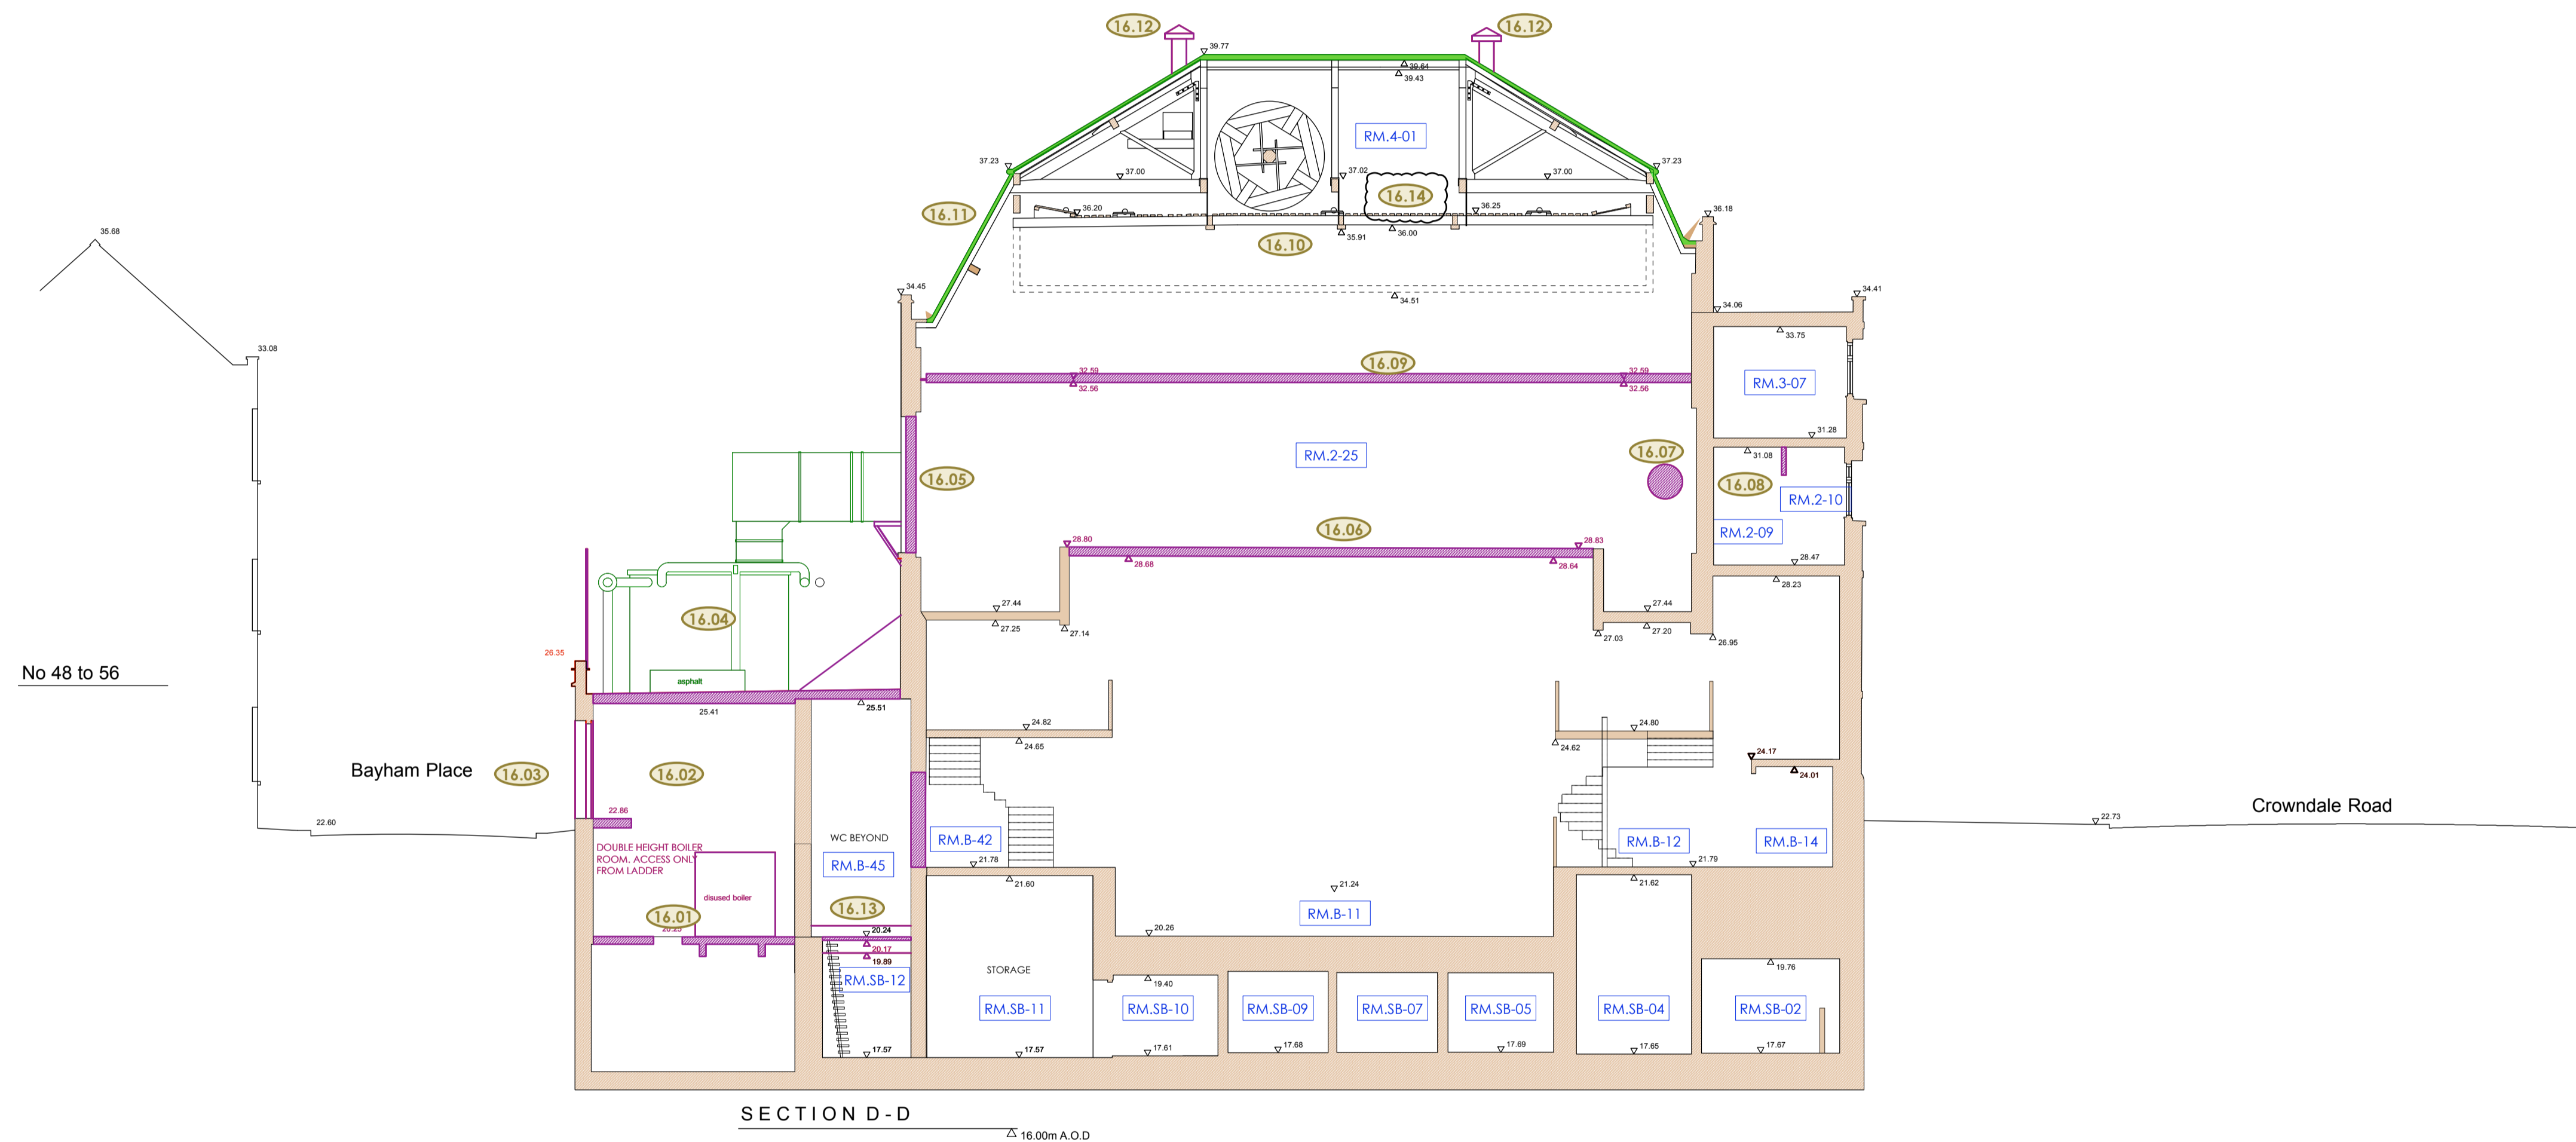 16.12
16.12
39.77
39.64
39.43
RM.4-01
37.23
37.23
37.00
37.02
37.00
16.14
16.11
36.20
36.25
36.18
35.68
16.10
35.91
36.00
34.45
34.51
34.06
34.41
33.75
33.08
16.09
32.59
32.59
32.56
32.56
RM.3-07
31.28
RM.2-25
16.07
31.08
16.05
16.08
RM.2-10
16.06
RM.2-09
28.80
28.83
28.68
28.64
28.47
28.23
27.44
27.44
16.04
27.25
27.14
27.03
27.20
26.95
26.35
No 48 to 56
asphalt
25.41
25.51
24.82
24.80
24.65
24.62
24.17
24.01
Bayham Place
16.03
16.02
Crowndale Road
22.86
22.60
22.73
DOUBLE HEIGHT BOILER
ROOM. ACCESS ONLY
FROM LADDER
WC BEYOND
RM.B-45
RM.B-42
RM.B-12
RM.B-14
21.78
21.79
21.60
21.62
21.24
disused boiler
16.13
16.01
RM.B-11
20.25
20.24
20.26
20.17
19.89
19.76
RM.SB-12
STORAGE
19.40
RM.SB-11
RM.SB-10
RM.SB-09
RM.SB-07
RM.SB-05
RM.SB-04
RM.SB-02
17.57
17.57
17.61
17.68
17.69
17.65
17.67
SECTION D-D
16.00m A.O.D